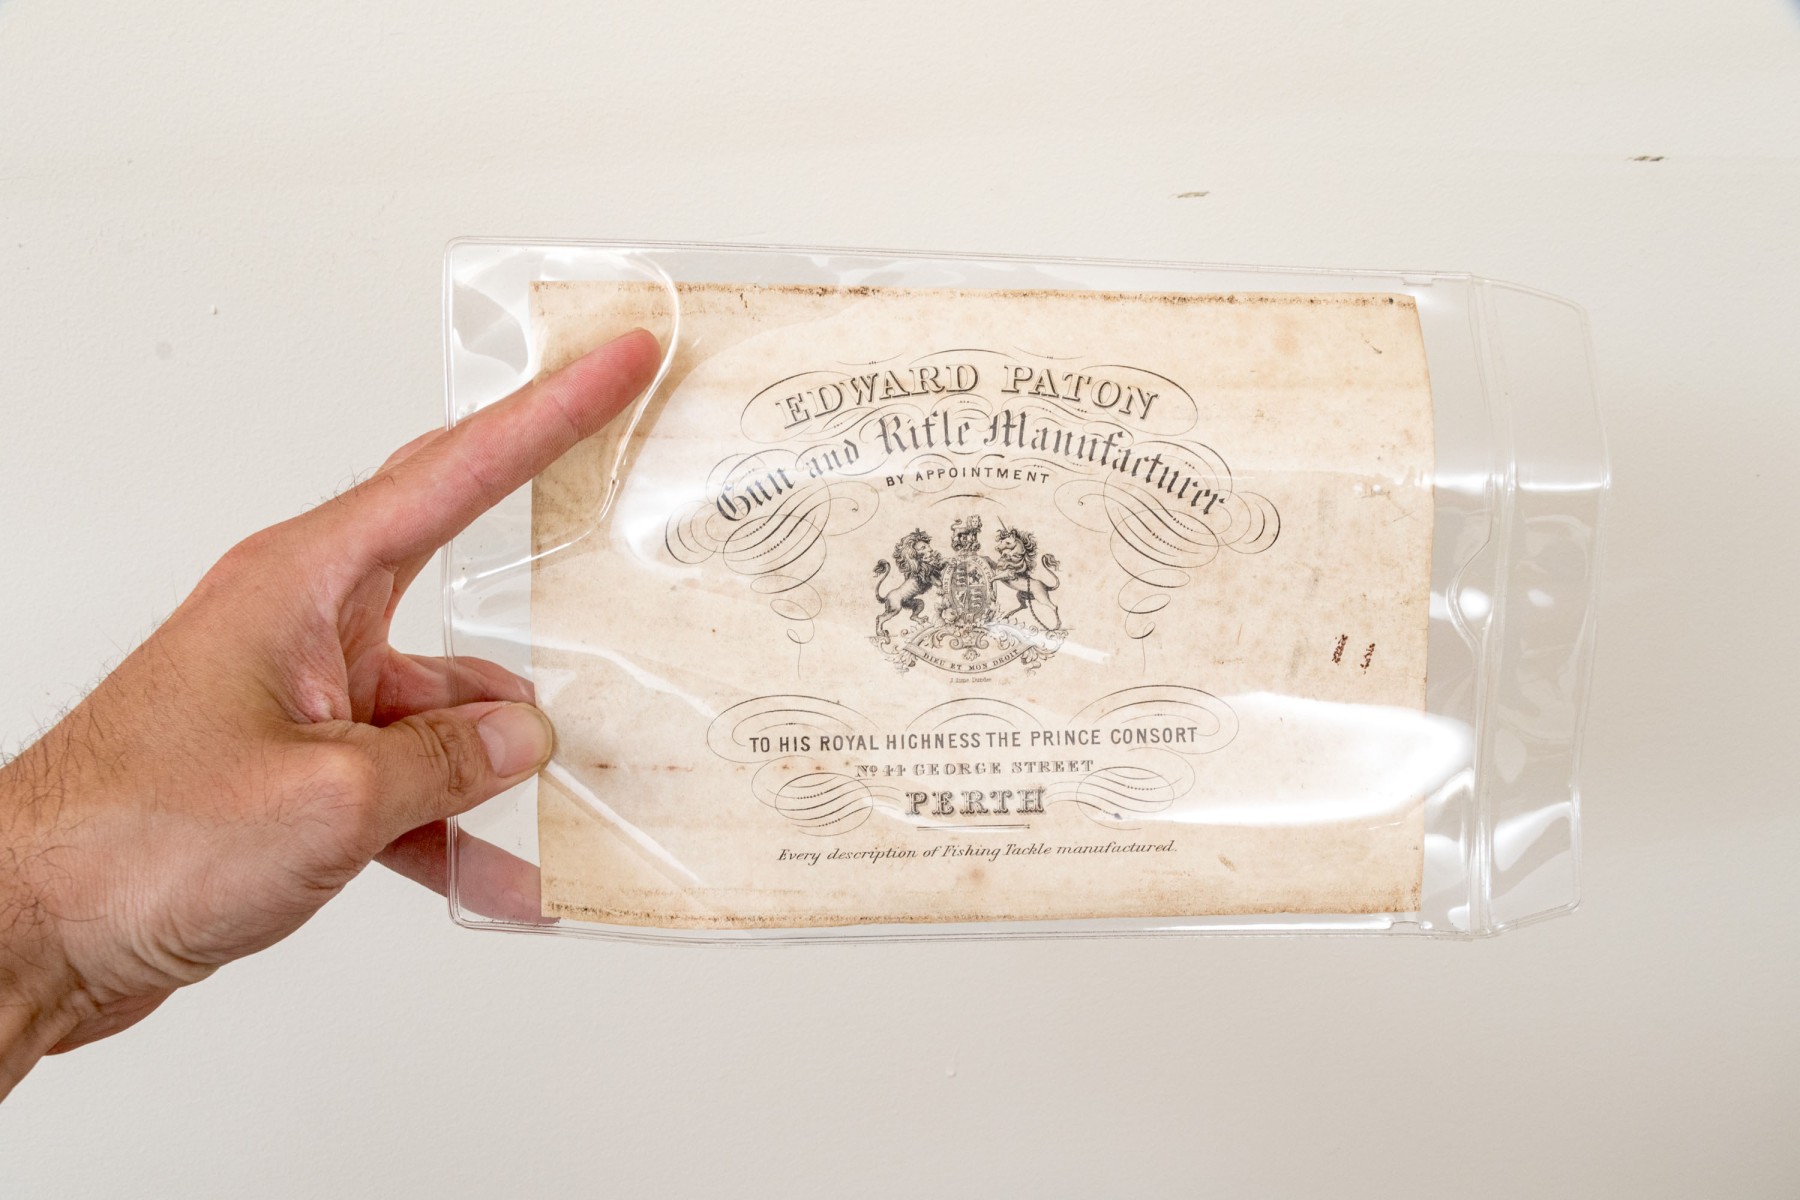 EDWARD PATON
Gun and Rifle Manufacturer
BY APPOINTMENT
DIEU ET MON DROIT
TO HIS ROYAL HIGHNESS THE PRINCE CONSORT
No 44 GEORGE STREET
PERTH
Every description of Fishing Tackle manufactured.